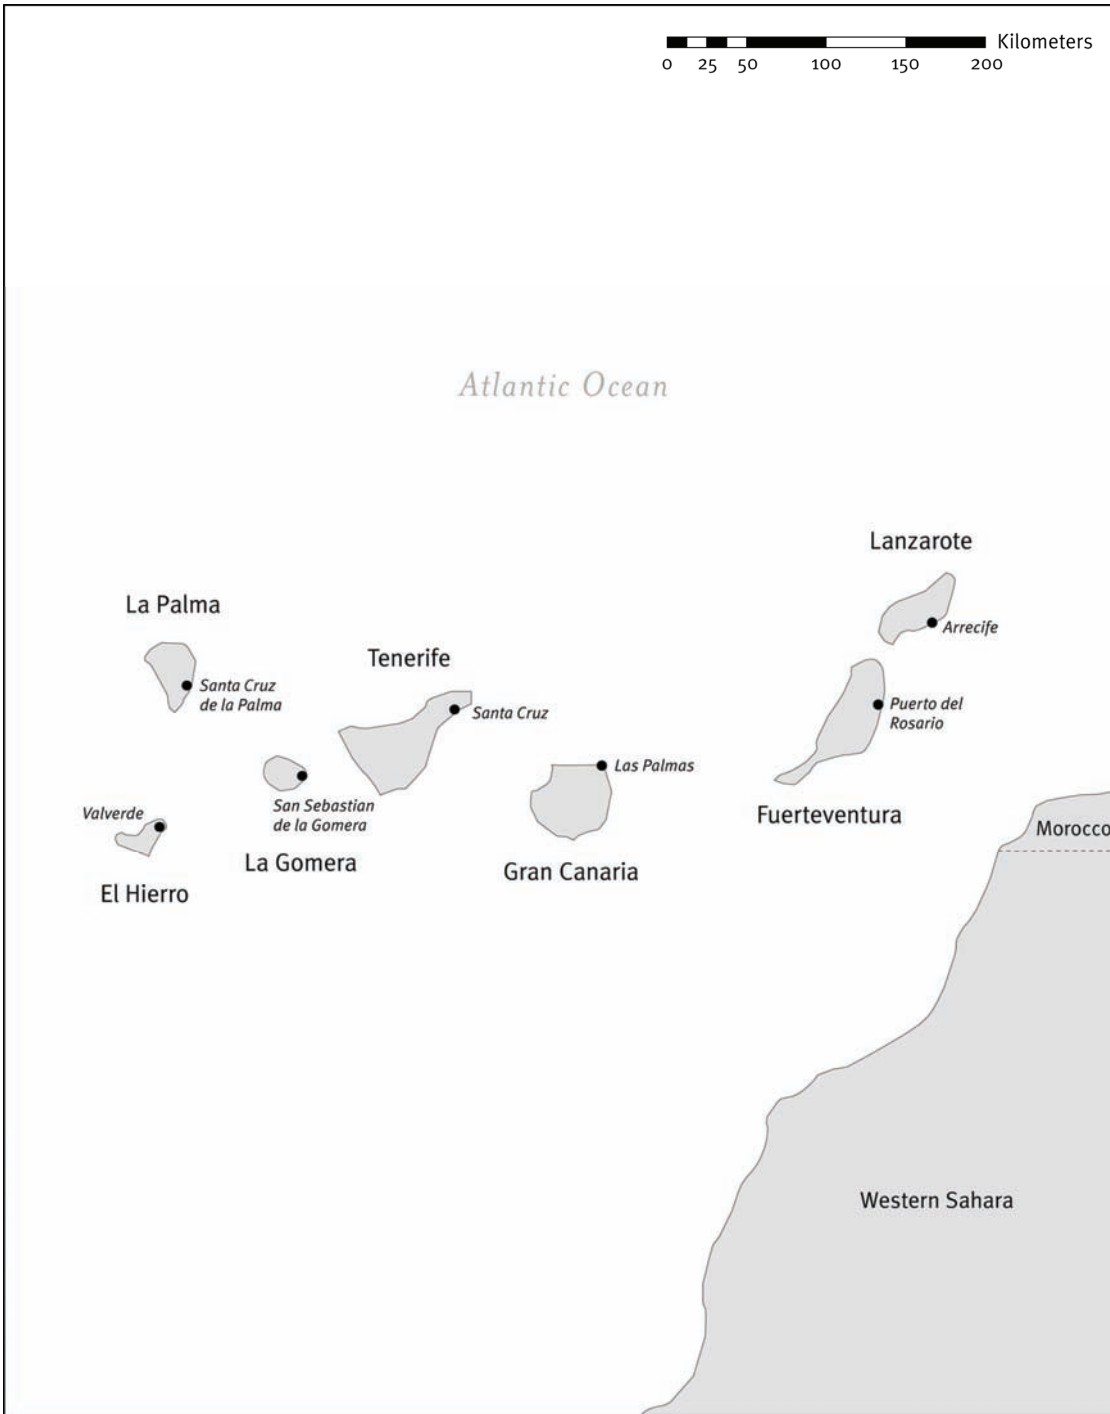 Kilometers
0 25 50 100 150 200
Atlantic Ocean
Lanzarote
Arrecife
La Palma
Santa Cruz
de la Palma
Tenerife
Santa Cruz
Puerto del
Rosario
Las Palmas
San Sebastian
de la Gomera
La Gomera
Valverde
El Hierro
Gran Canaria
Fuerteventura
Morocco
Western Sahara